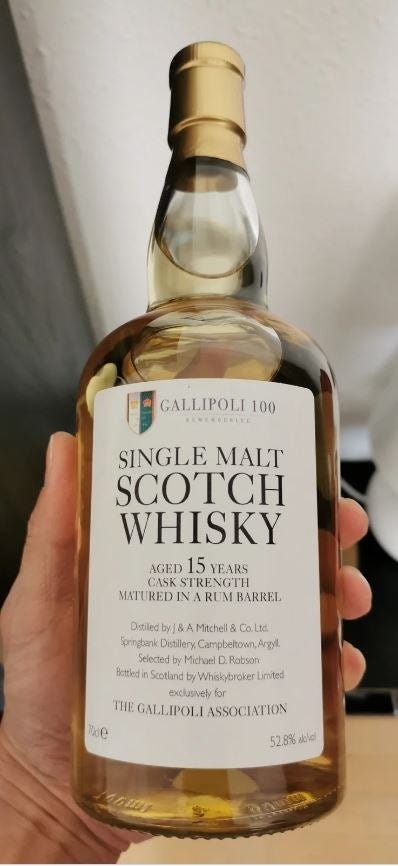 GALLIPOLI 100
SINGLE MALT
SCOTCH
WHISKY
AGED 15 YEARS
CASK STRENGTH
MATURED IN A RUM BARREL
Distilled by J & A Mitchell & Co. Ltd.
Springbank Distillery, Campbeltown, Argyll.
Selected by Michael D. Robson
Bottled in Scotland by Whiskybroker Limited
exclusively for
THE GALLIPOLI ASSOCIATION
70cl e
52.8% alc/vol